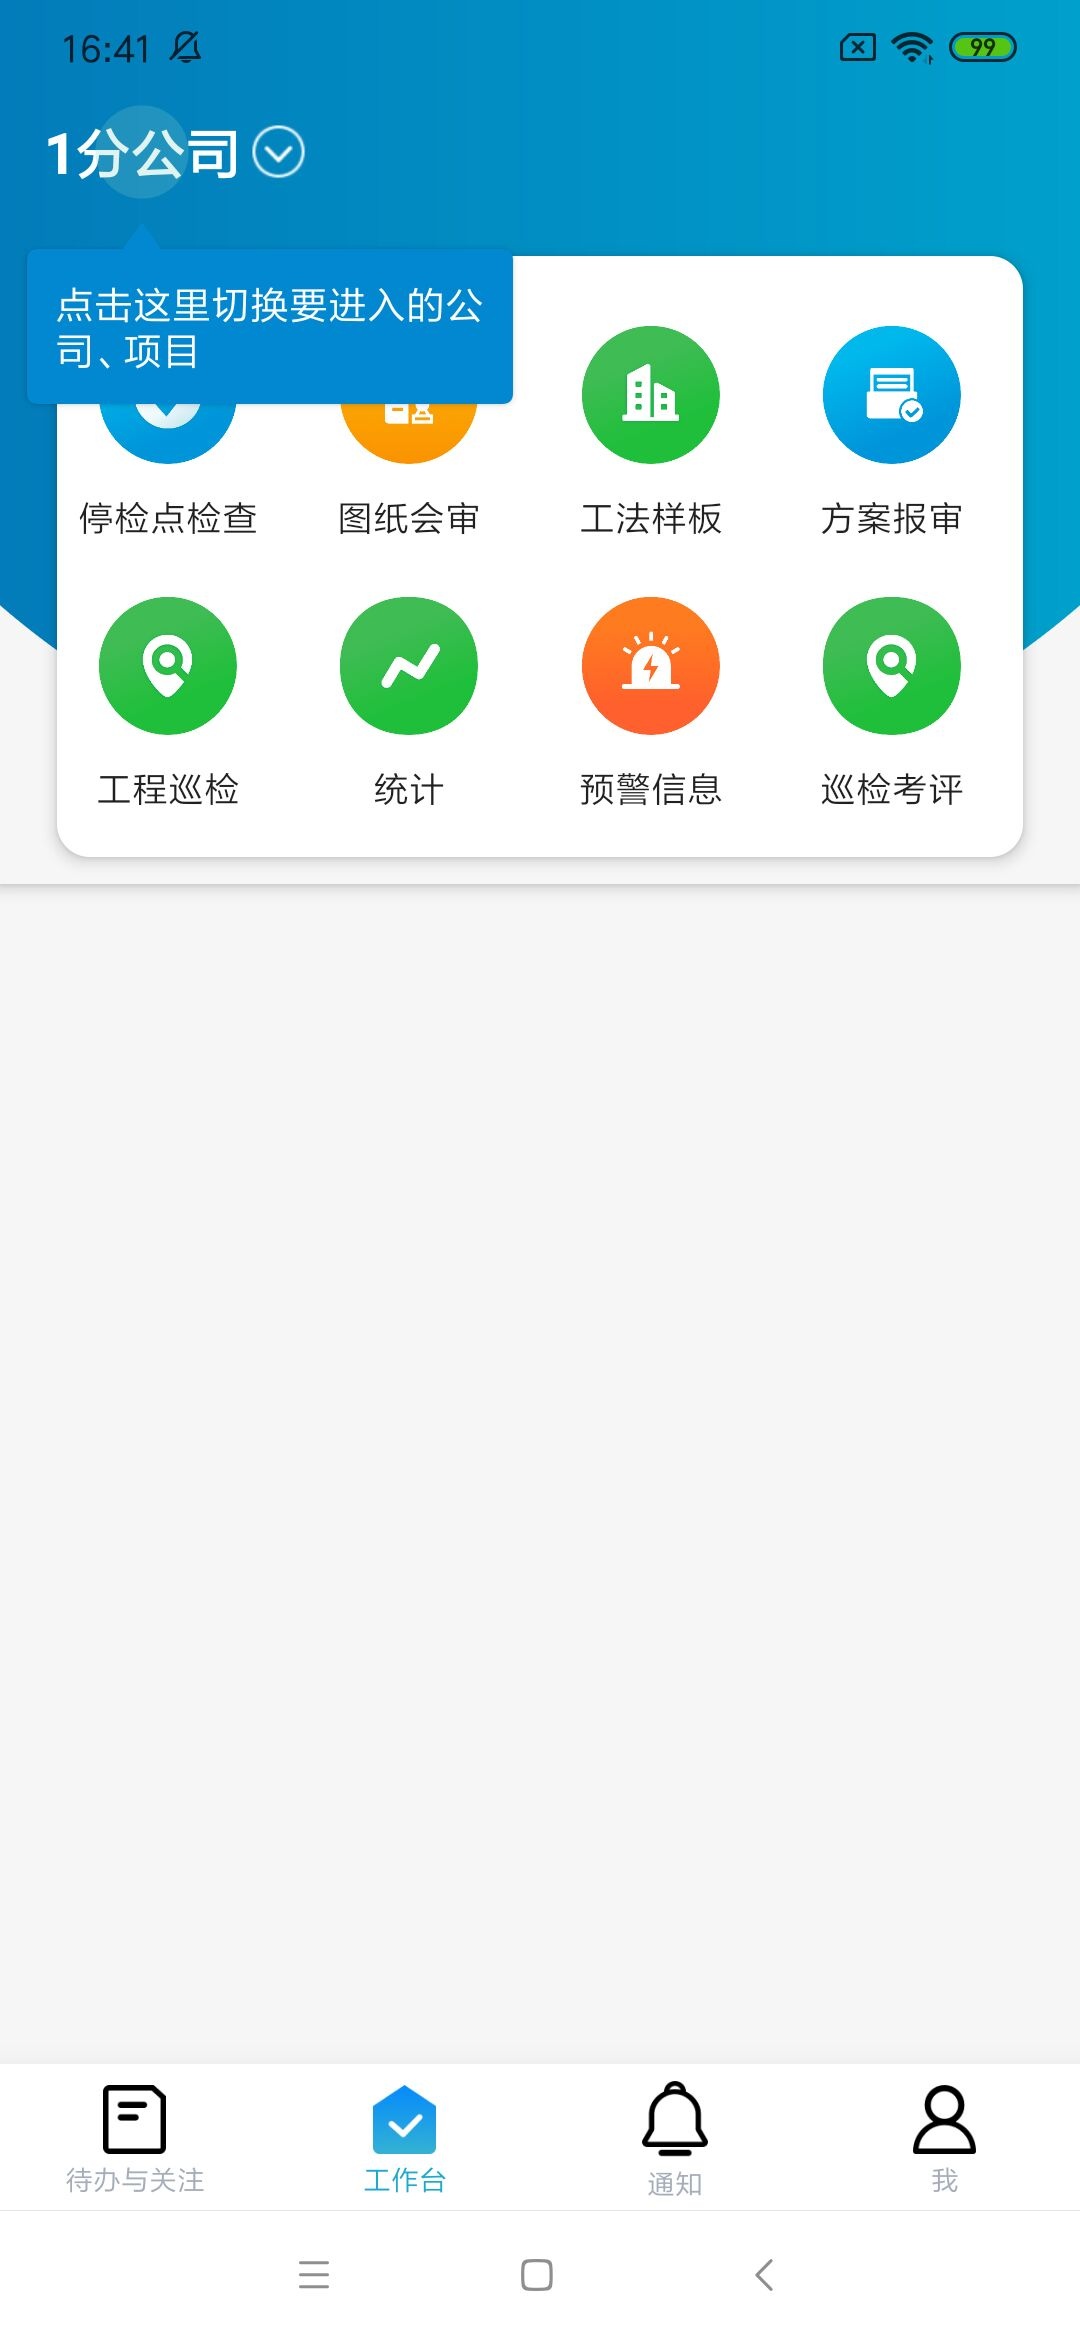 16:41
99
1分公司
点击这里切换要进入的公
司、项目
停检点检查
图纸会审
工法样板
方案报审
工程巡检
统计
预警信息
巡检考评
待办与关注
工作台
通知
我